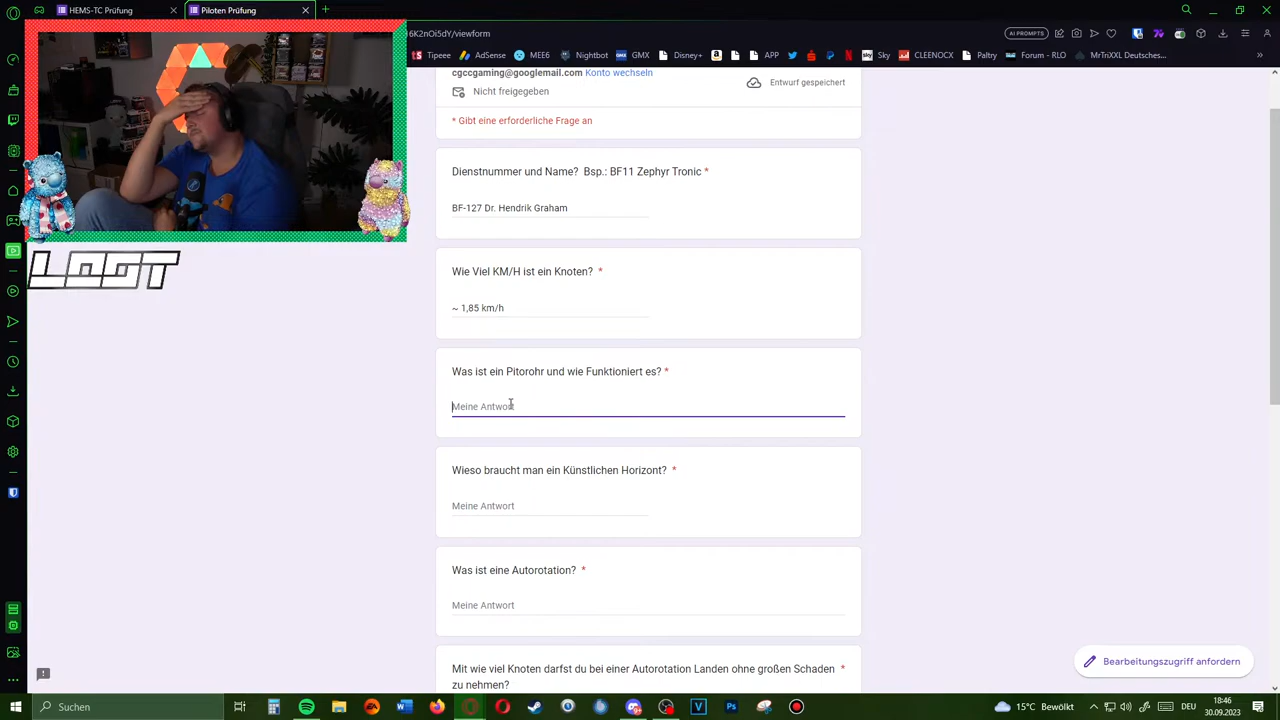 HEMS-TC Prüfung
Piloten Prüfung
6K2nOi5dY/viewform
AI PROMPTS
Tipeee
AdSense
MEE6
Nightbot
GMX
Disney+
APP
Sky
CLEENOCX
Paltry
Forum - RLO
MrTnXXL Deutsches...
cgccgaming@googlemail.com Konto wechseln
Nicht freigegeben
Entwurf gespeichert
* Gibt eine erforderliche Frage an
Dienstnummer und Name? Bsp.: BF11 Zephyr Tronic *
BF-127 Dr. Hendrik Graham
Wie Viel KM/H ist ein Knoten? *
~ 1,85 km/h
Was ist ein Pitorohr und wie Funktioniert es? *
Meine Antwort
Wieso braucht man ein Künstlichen Horizont? *
Meine Antwort
Was ist eine Autorotation? *
Meine Antwort
Mit wie viel Knoten darfst du bei einer Autorotation Landen ohne großen Schaden *
zu nehmen?
Bearbeitungszugriff anfordern
LOOT
Suchen
15°C Bewölkt
DEU
18:46
30.09.2023